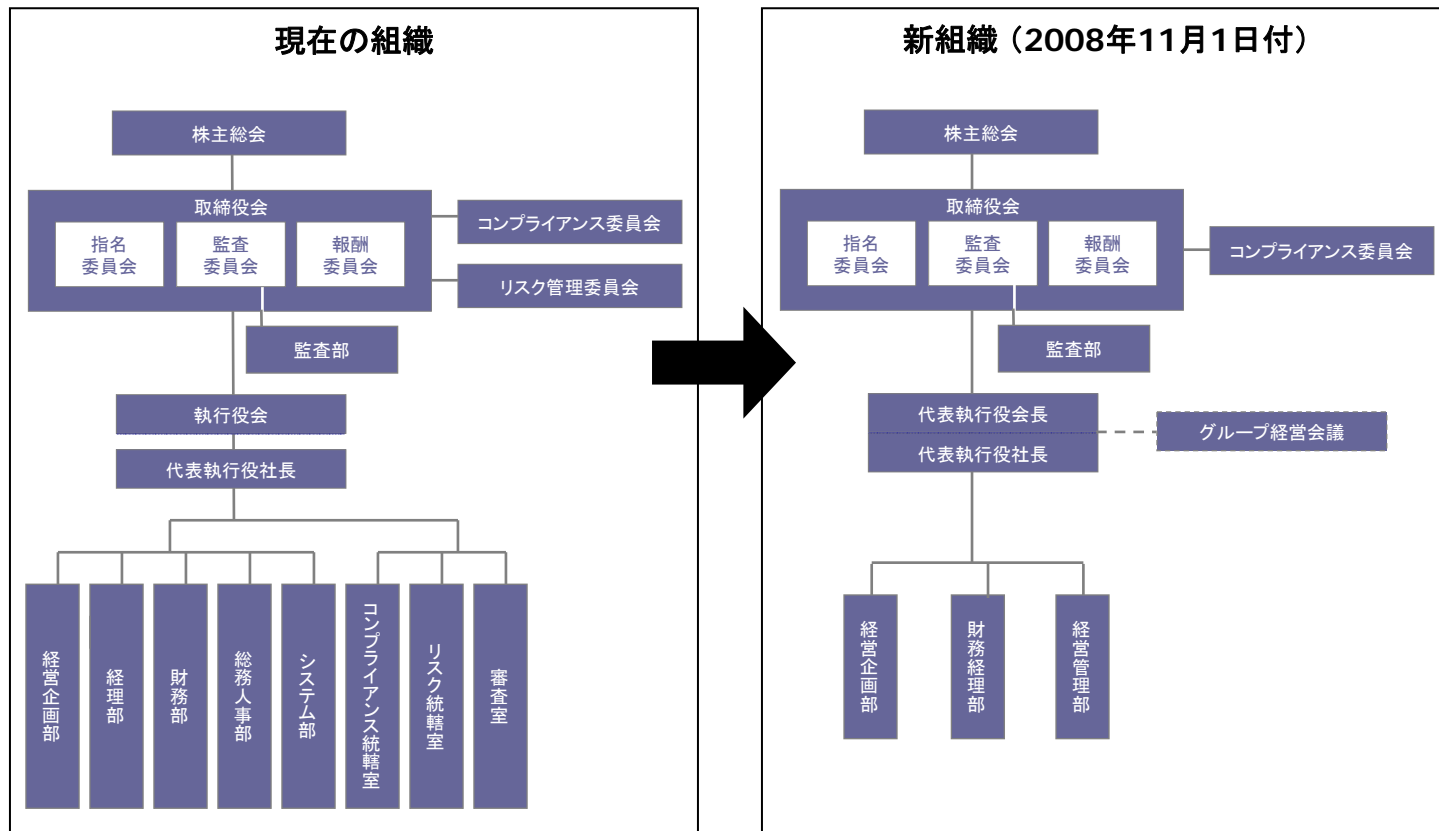 現在の組織
株主総会
取締役会
指名
委員会
監査
委員会
報酬
委員会
コンプライアンス委員会
リスク管理委員会
監査部
執行役会
代表執行役社長
経営企画部
経理部
財務部
総務人事部
システム部
コンプライアンス統轄室
リスク統轄室
審査室
新組織（2008年11月1日付）
株主総会
取締役会
指名
委員会
監査
委員会
報酬
委員会
コンプライアンス委員会
監査部
代表執行役会長
代表執行役社長
グループ経営会議
経営企画部
財務経理部
経営管理部